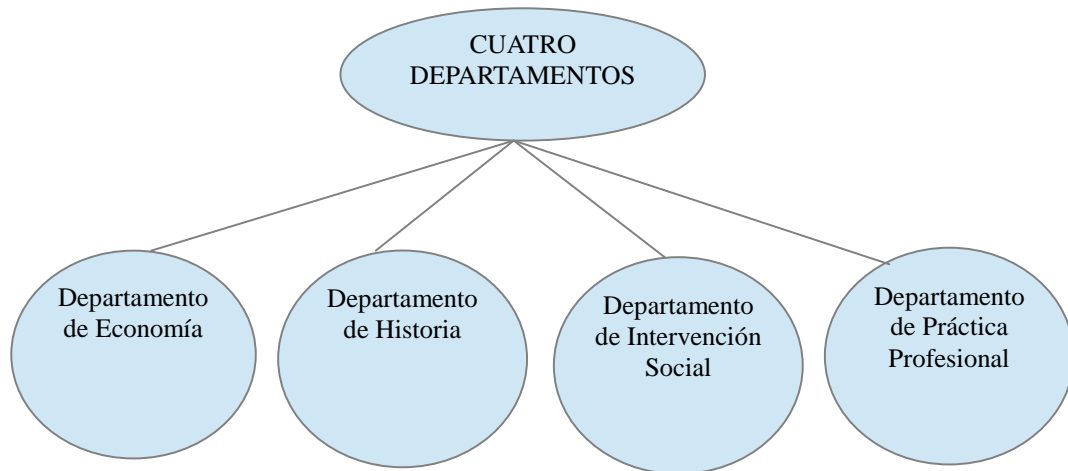 CUATRO
DEPARTAMENTOS
Departamento
de Economía
Departamento
de Historia
Departamento
de Intervención
Social
Departamento
de Práctica
Profesional